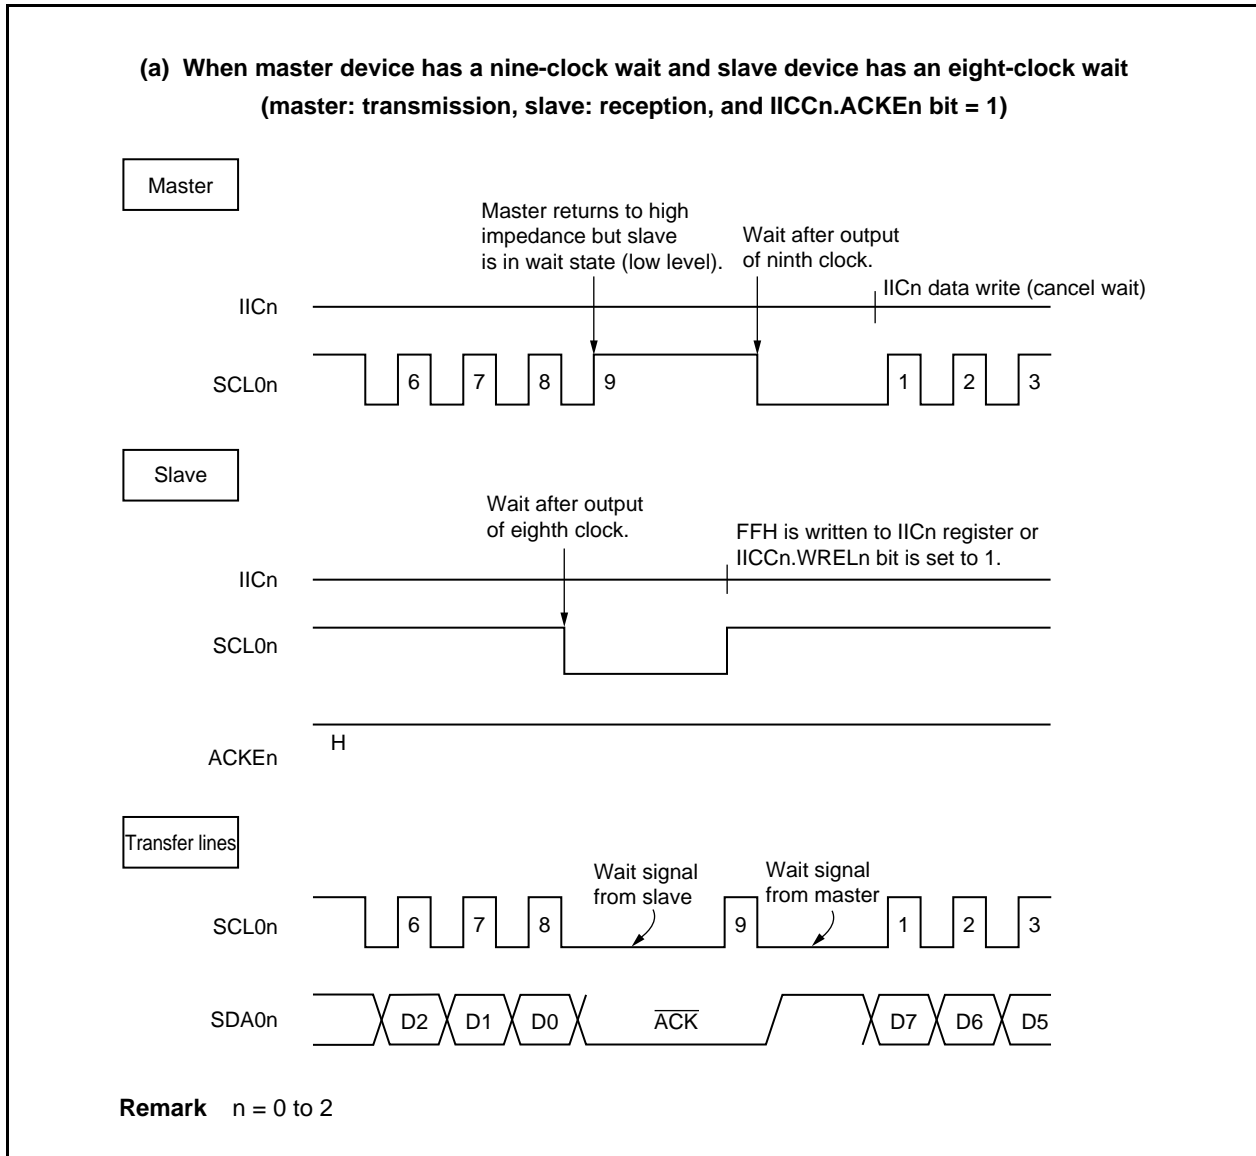 (a) When master device has a nine-clock wait and slave device has an eight-clock wait
(master: transmission, slave: reception, and IICCn.ACKEn bit = 1)
Master
Master returns to high
impedance but slave
is in wait state (low level).
Wait after output
of ninth clock.
IICn data write (cancel wait)
IICn
SCL0n
6 7 8 9 1 2 3
Slave
Wait after output
of eighth clock.
FFH is written to IICn register or
IICCn.WRELn bit is set to 1.
IICn
SCL0n
H
ACKEn
Transfer lines
Wait signal
from slave
Wait signal
from master
SCL0n
6 7 8 9 1 2 3
SDA0n
D2 D1 D0 ACK D7 D6 D5
Remark n = 0 to 2